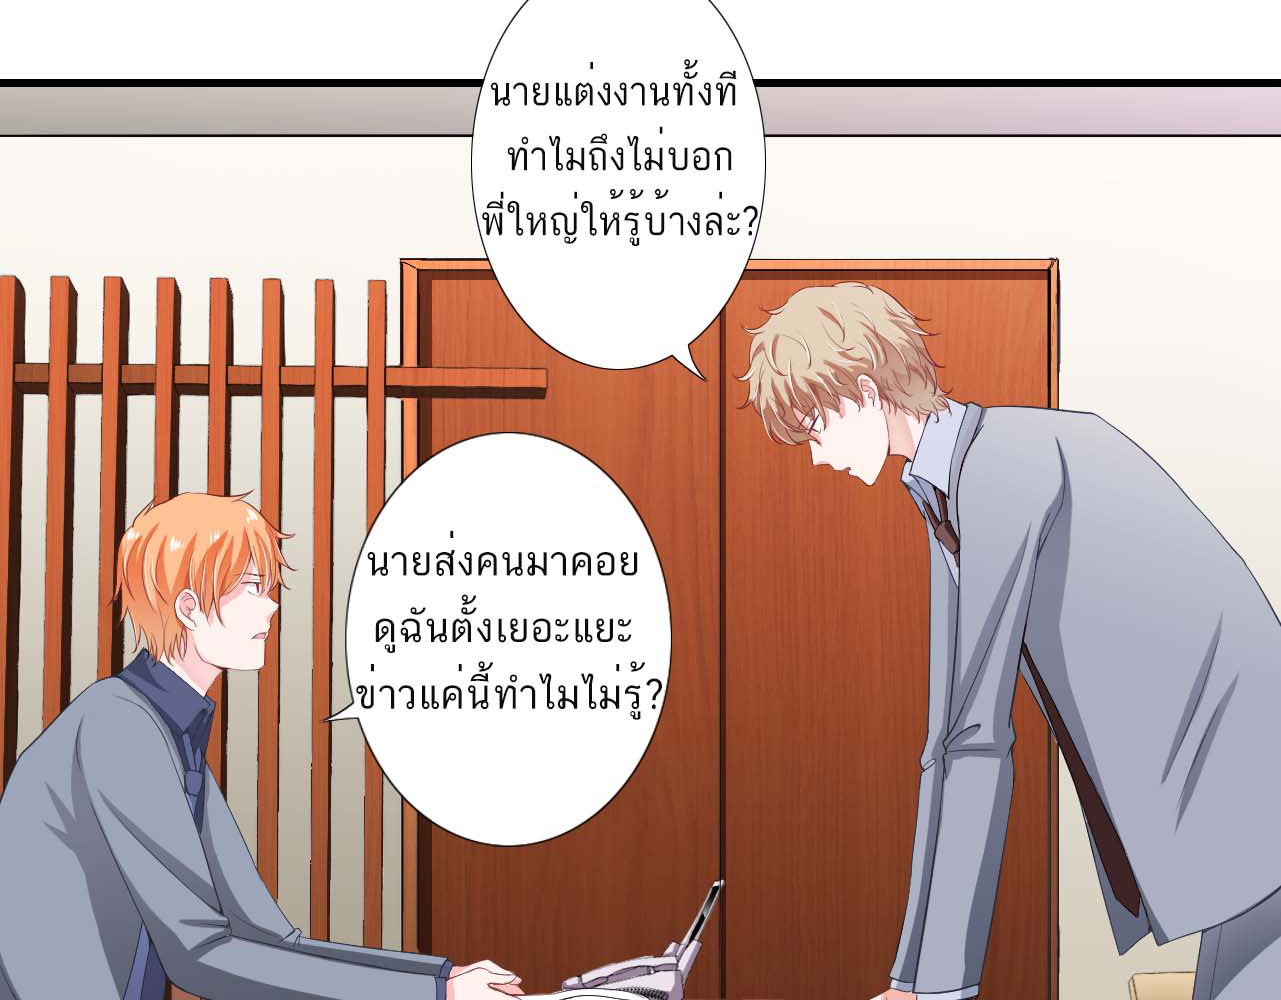 นายแต่งงานทั้งที
ทำไมถึงไม่บอก
พี่ใหญ่ให้รู้บ้างล่ะ?
นายส่งคนมาคอย
ดูฉันตั้งเยอะแยะ
ข่าวแค่นี้ทำไมไม่รู้?